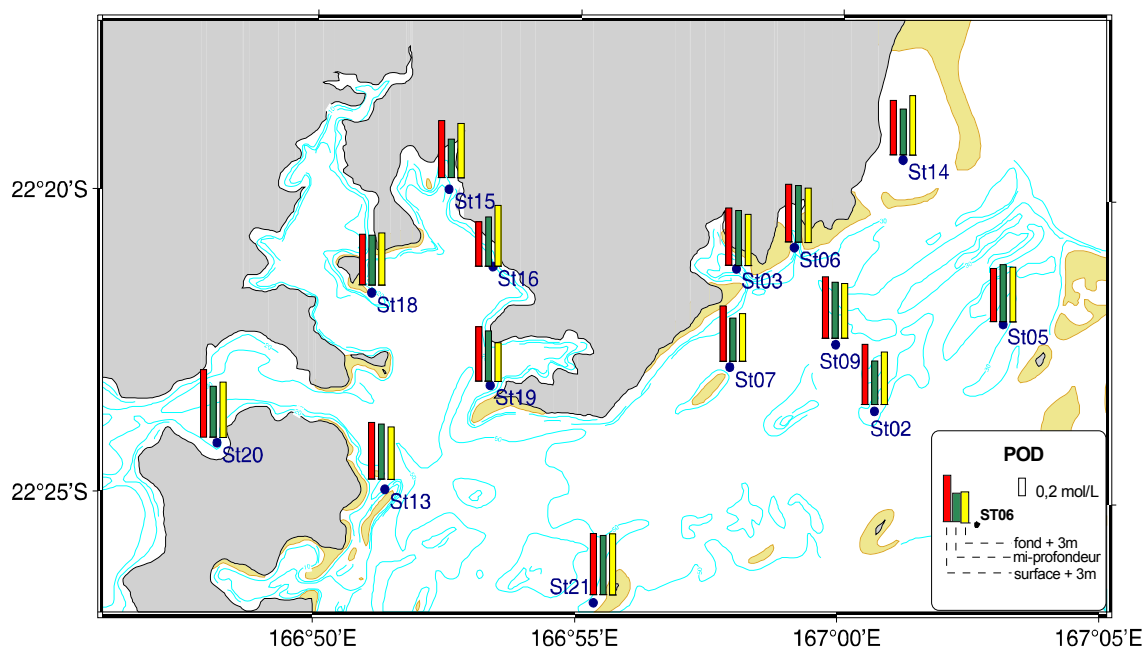 St14
22°20'S
St15
St06
St16
St03
St18
St05
St09
St07
St19
St02
St20
POD
0,2 mol/L
22°25'S
St13
ST06
fond + 3m
mi-profondeur
surface + 3m
St21
166°50'E
166°55'E
167°00'E
167°05'E